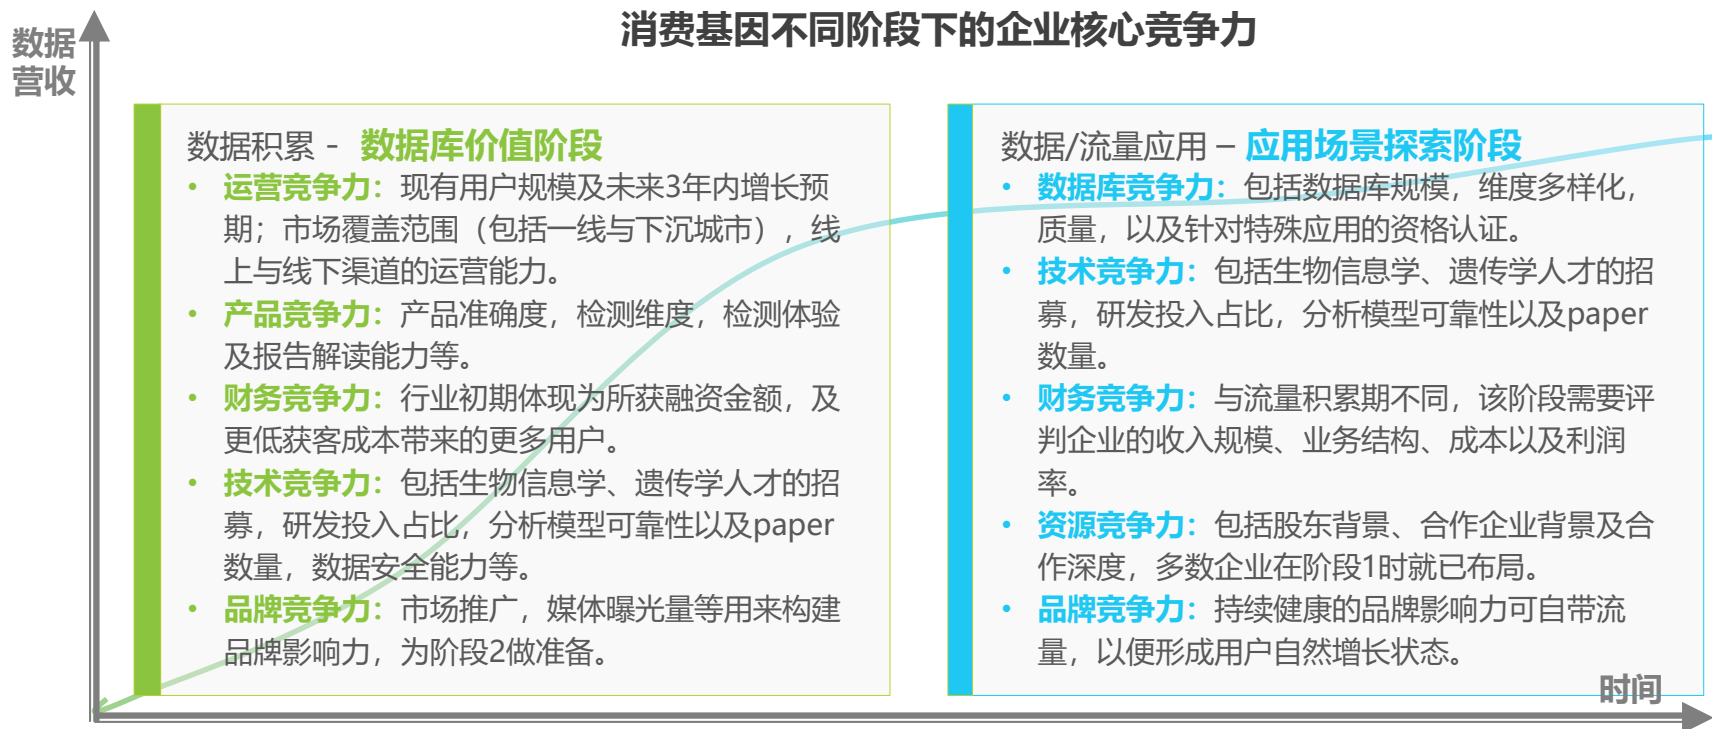 消费基因不同阶段下的企业核心竞争力
数据
营收
数据积累 - 数据库价值阶段
• 运营竞争力：现有用户规模及未来3年内增长预
期；市场覆盖范围（包括一线与下沉城市），线
上与线下渠道的运营能力。
• 产品竞争力：产品准确度，检测维度，检测体验
及报告解读能力等。
• 财务竞争力：行业初期体现为所获融资金额，及
更低获客成本带来的更多用户。
• 技术竞争力：包括生物信息学、遗传学人才的招
募，研发投入占比，分析模型可靠性以及paper
数量，数据安全能力等。
• 品牌竞争力：市场推广，媒体曝光量等用来构建
品牌影响力，为阶段2做准备。
数据/流量应用 – 应用场景探索阶段
• 数据库竞争力：包括数据库规模，维度多样化，
质量，以及针对特殊应用的资格认证。
• 技术竞争力：包括生物信息学、遗传学人才的招
募，研发投入占比，分析模型可靠性以及paper
数量。
• 财务竞争力：与流量积累期不同，该阶段需要评
判企业的收入规模、业务结构、成本以及利润
率。
• 资源竞争力：包括股东背景、合作企业背景及合
作深度，多数企业在阶段1时就已布局。
• 品牌竞争力：持续健康的品牌影响力可自带流
量，以便形成用户自然增长状态。
时间